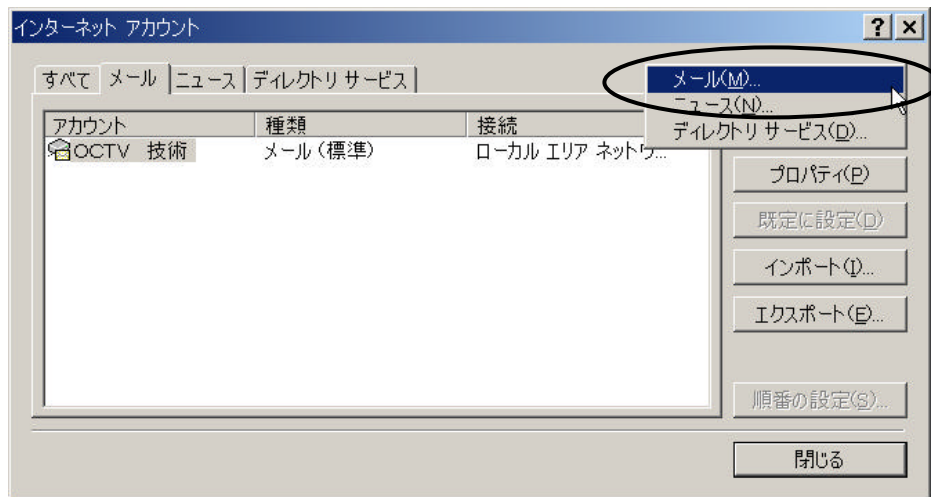 インターネット アカウント
すべて メール ニュース ディレクトリ サービス
メール(M)...
ニュース(N)...
ディレクトリ サービス(D)...
アカウント 種類 接続
OCTV 技術 メール (標準) ローカル エリア ネットワ...
プロパティ(P)
既定に設定(D)
インポート(I)...
エクスポート(E)...
順番の設定(S)...
閉じる